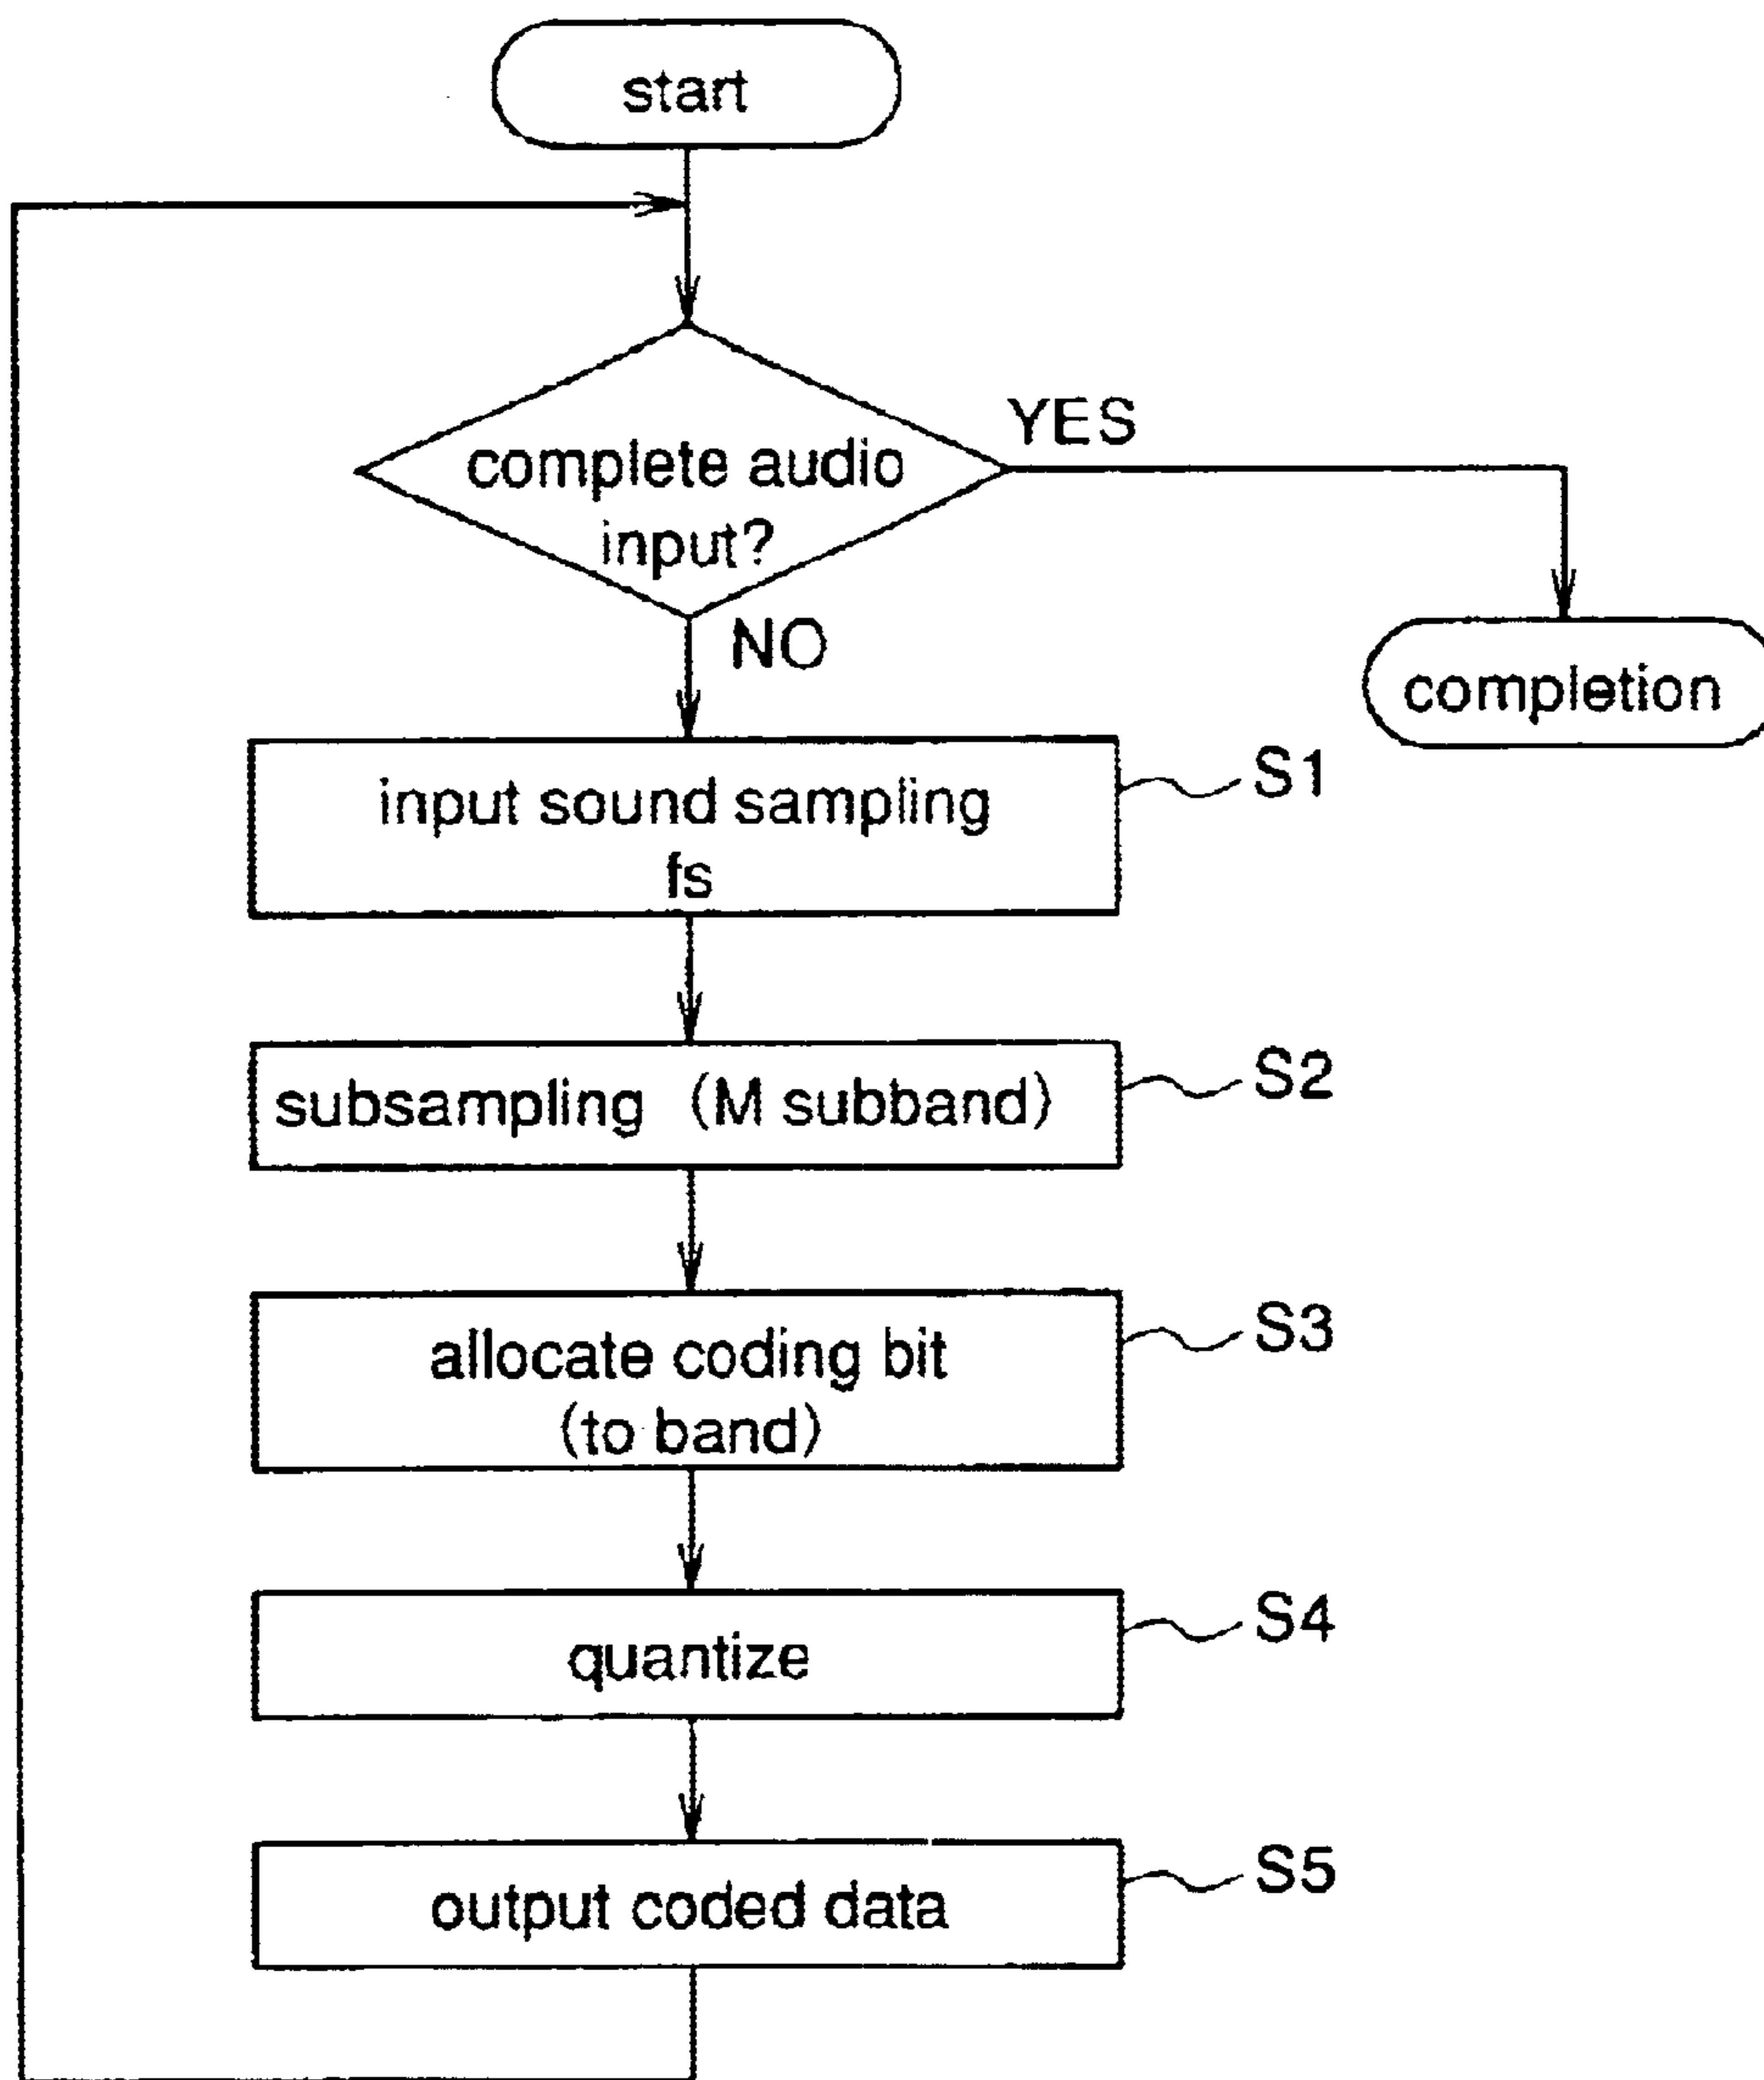 start
complete audio
input?
YES
NO
completion
input sound sampling
fs
S1
subsampling (M subband)
S2
allocate coding bit
(to band)
S3
quantize
S4
output coded data
S5